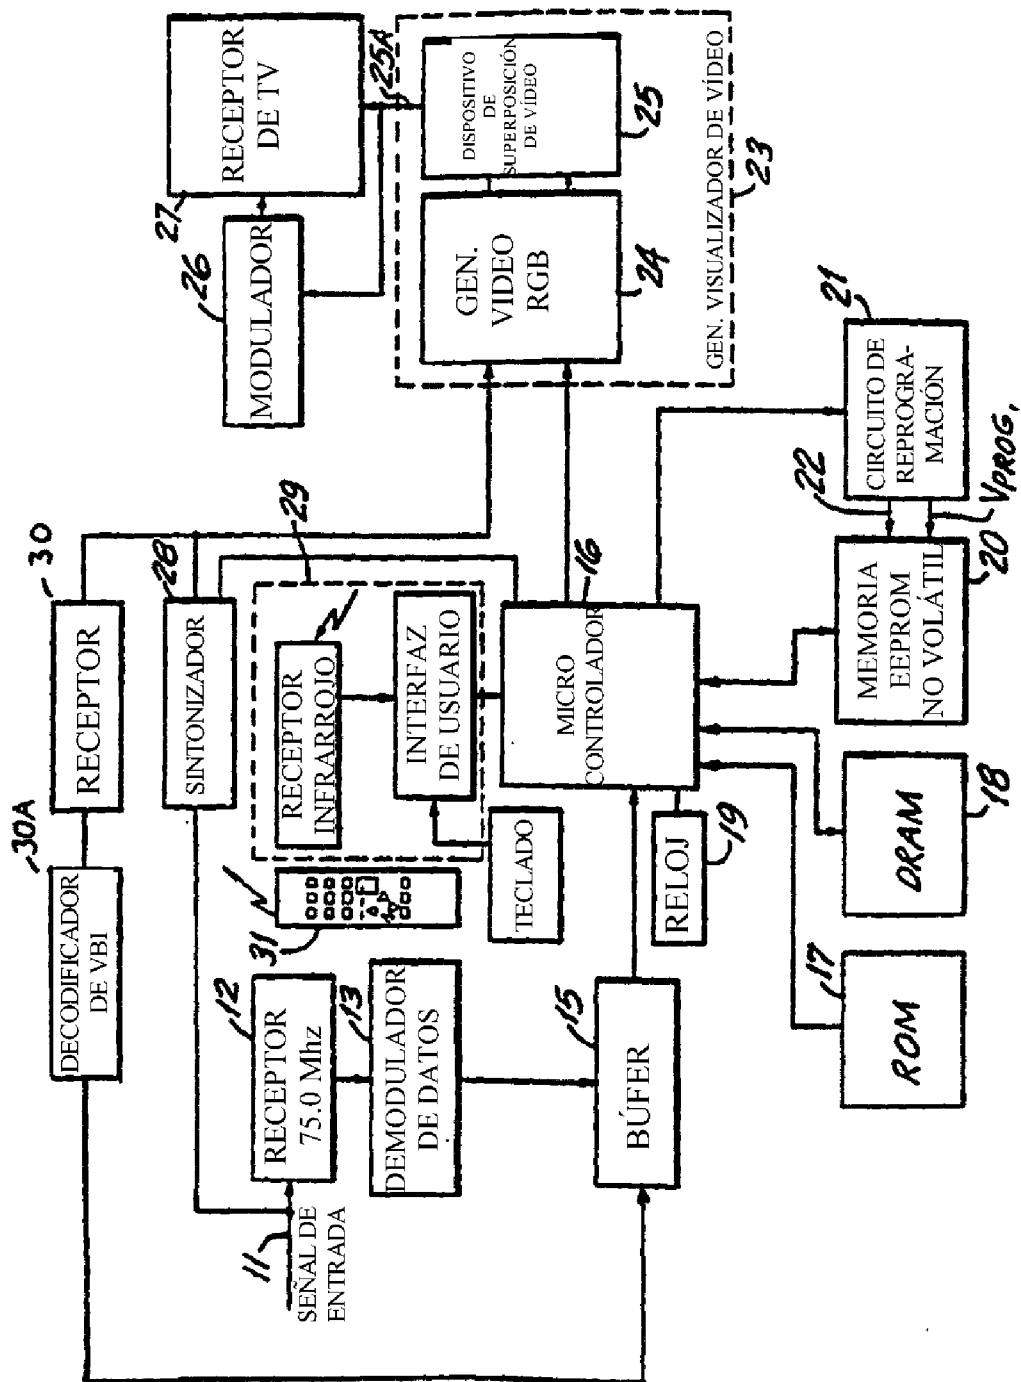 30A
DECODIFICADOR
DE VBI
30
RECEPTOR
28
SINTONIZADOR
11
SEÑAL DE
ENTRADA
12
RECEPTOR
75.0 Mhz
13
DEMODULADOR
DE DATOS
31
29
RECEPTOR
INFRARROJO
INTERFAZ
DE USUARIO
TECLADO
15
BÚFER
16
MICRO
CONTROLADOR
RELOJ
19
17
ROM
DRAM
18
MEMORIA
EEPROM
NO VOLÁTIL
20
22
VPROG.
21
CIRCUITO DE
REPROGRA-
MACIÓN
26
MODULADOR
27
RECEPTOR
DE TV
25A
GEN.
VIDEO
RGB
24
DISPOSITIVO
DE
SUPERPOSICIÓN
DE VÍDEO
25
GEN. VISUALIZADOR DE VÍDEO
23